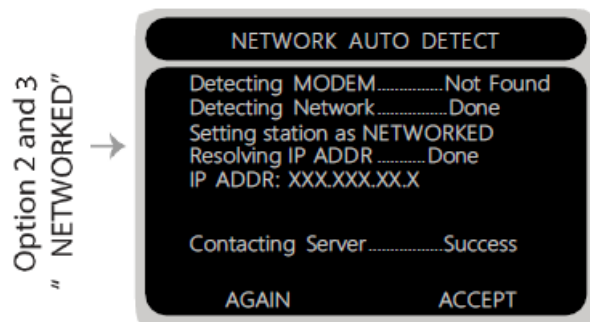 Option 2 and 3
“ NETWORKED”
NETWORK AUTO DETECT
Detecting MODEM...............Not Found
Detecting Network................Done
Setting station as NETWORKED
Resolving IP ADDR ...........Done
IP ADDR: XXX.XXX.XX.X
Contacting Server.................Success
AGAIN ACCEPT